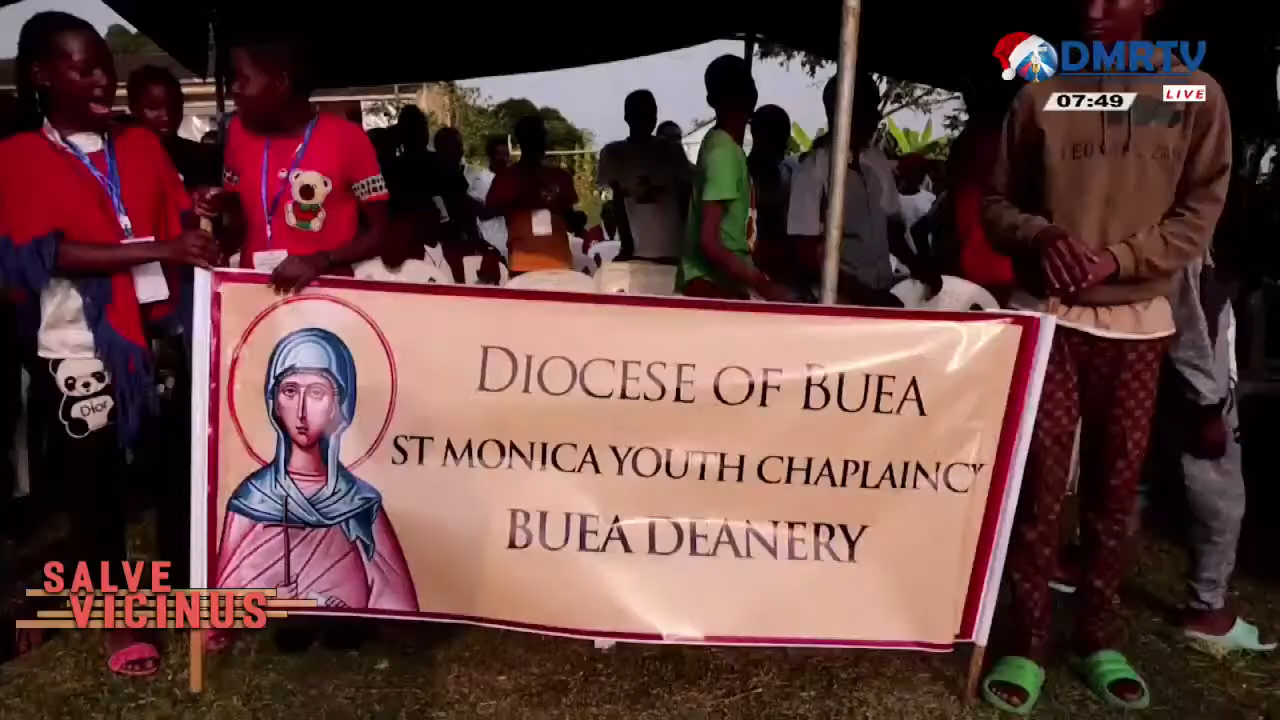 DMRTV
LIVE
07:49
DIOCESE OF BUEA
ST MONICA YOUTH CHAPLAINCY
BUEA DEANERY
Dior
SALVE
VICINUS